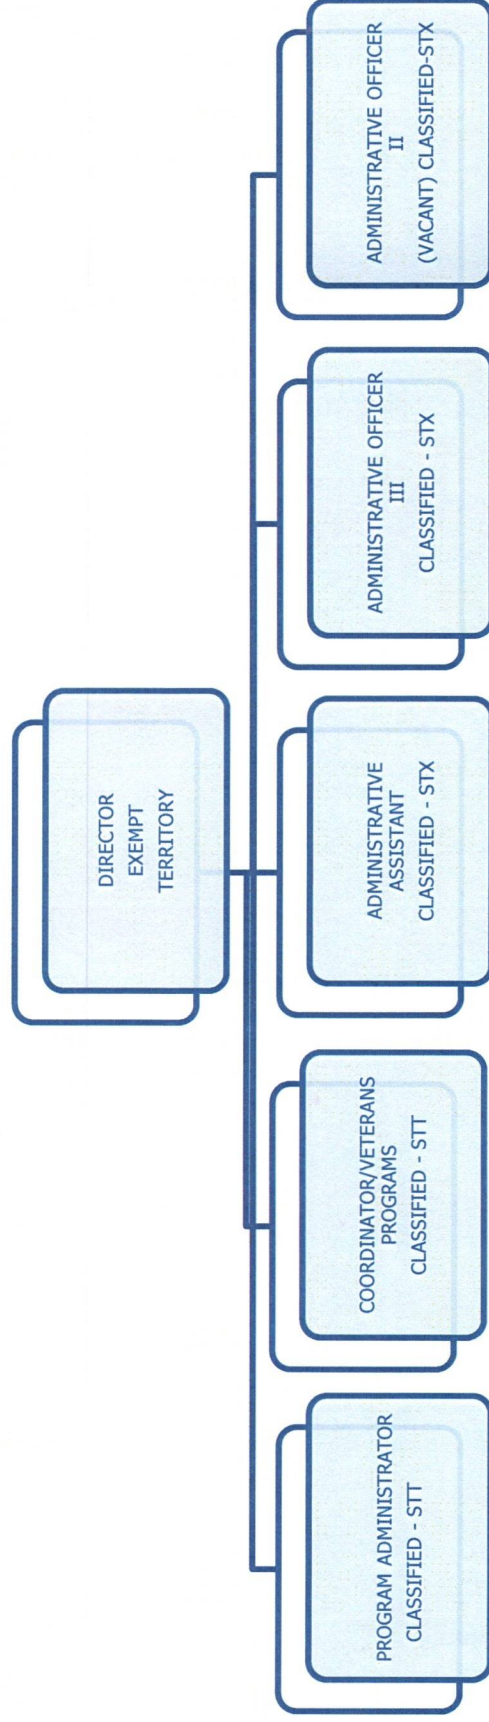 DIRECTOR
EXEMPT
TERRITORY
PROGRAM ADMINISTRATOR
CLASSIFIED - STT
COORDINATOR/VETERANS
PROGRAMS
CLASSIFIED - STT
ADMINISTRATIVE
ASSISTANT
CLASSIFIED - STX
ADMINISTRATIVE OFFICER
III
CLASSIFIED - STX
ADMINISTRATIVE OFFICER
II
(VACANT) CLASSIFIED-STX